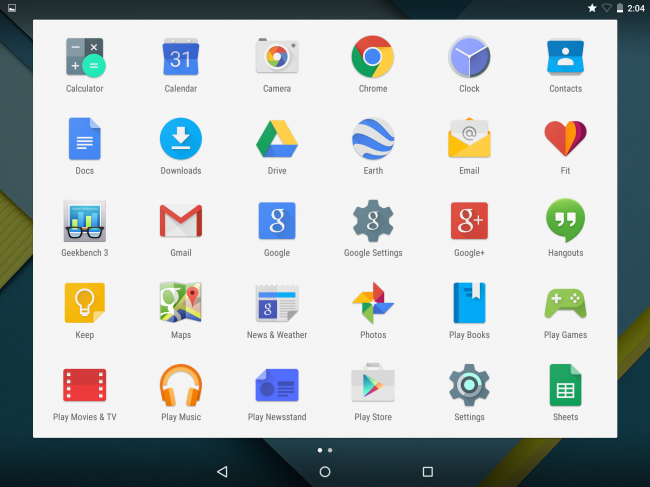 2:04
Calculator
31
Calendar
Camera
Chrome
Clock
Contacts
Docs
Downloads
Drive
Earth
@
Email
Fit
Geekbench 3
Gmail
g
Google
g
Google Settings
g+
Google+
Hangouts
Keep
g
Maps
g
News & Weather
Photos
Play Books
Play Games
Play Movies & TV
Play Music
Play Newsstand
Play Store
Settings
Sheets